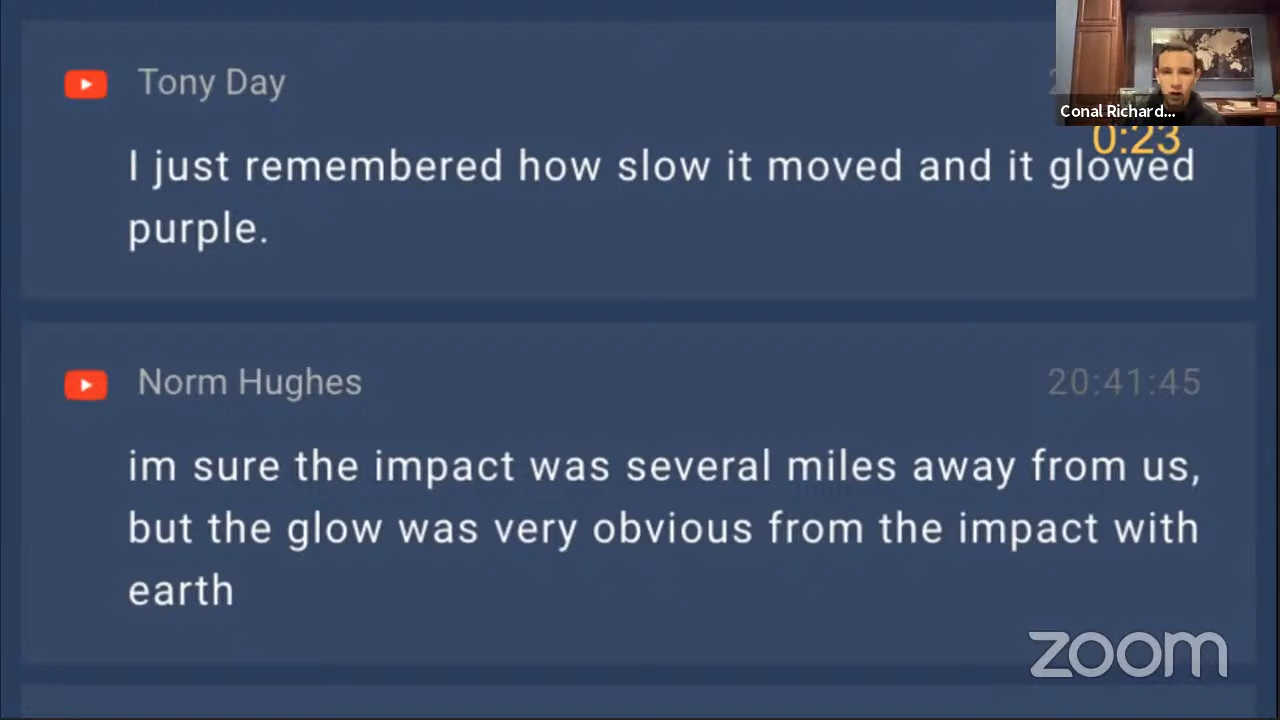 Tony Day
Conal Richard...
0:23
I just remembered how slow it moved and it glowed
purple.
Norm Hughes
20:41:45
im sure the impact was several miles away from us,
but the glow was very obvious from the impact with
earth
zoom